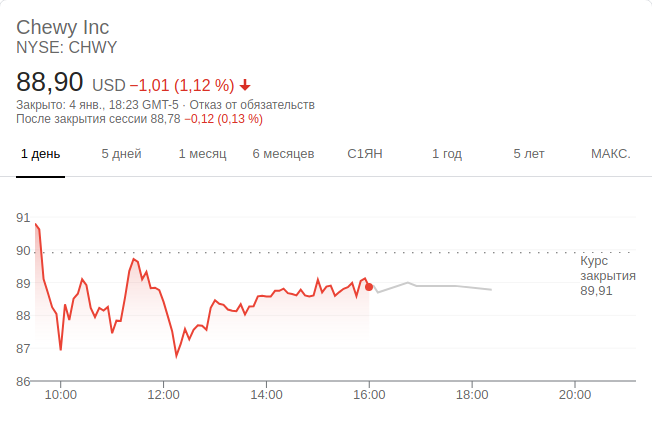 Chewy Inc
NYSE: CHWY
88,90 USD −1,01 (1,12 %)
Закрыто: 4 янв., 18:23 GMT-5 · Отказ от обязательств
После закрытия сессии 88,78 −0,12 (0,13 %)
1 день 5 дней 1 месяц 6 месяцев С1ЯН 1 год 5 лет МАКС.
91
90
Курс
закрытия
89,91
89
88
87
86
10:00 12:00 14:00 16:00 18:00 20:00